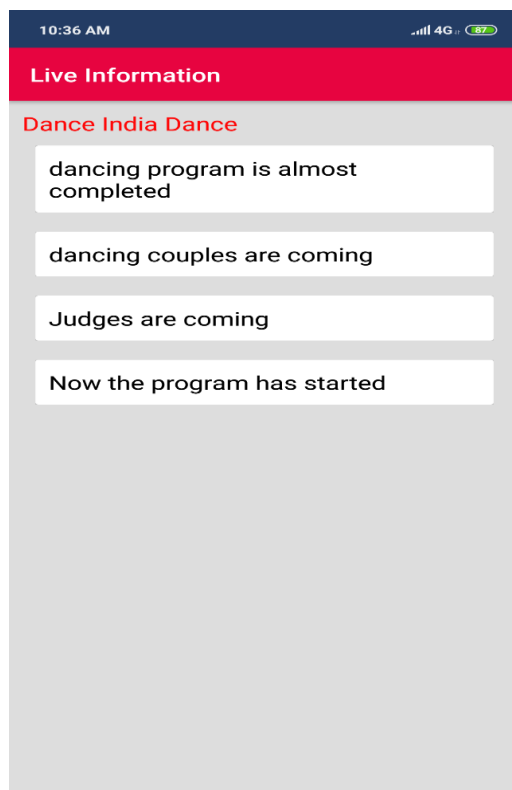 10:36 AM
4G
87
Live Information
Dance India Dance
dancing program is almost
completed
dancing couples are coming
Judges are coming
Now the program has started